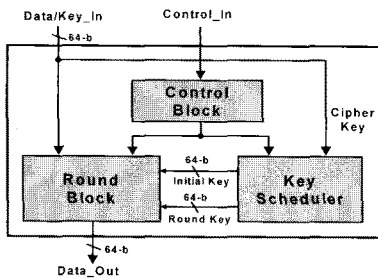 Data/Key_In
Control_In
64-b
Control
Block
Cipher
Key
64-b
Initial Key
64-b
Round Key
Round
Block
Key
Scheduler
64-b
Data_Out